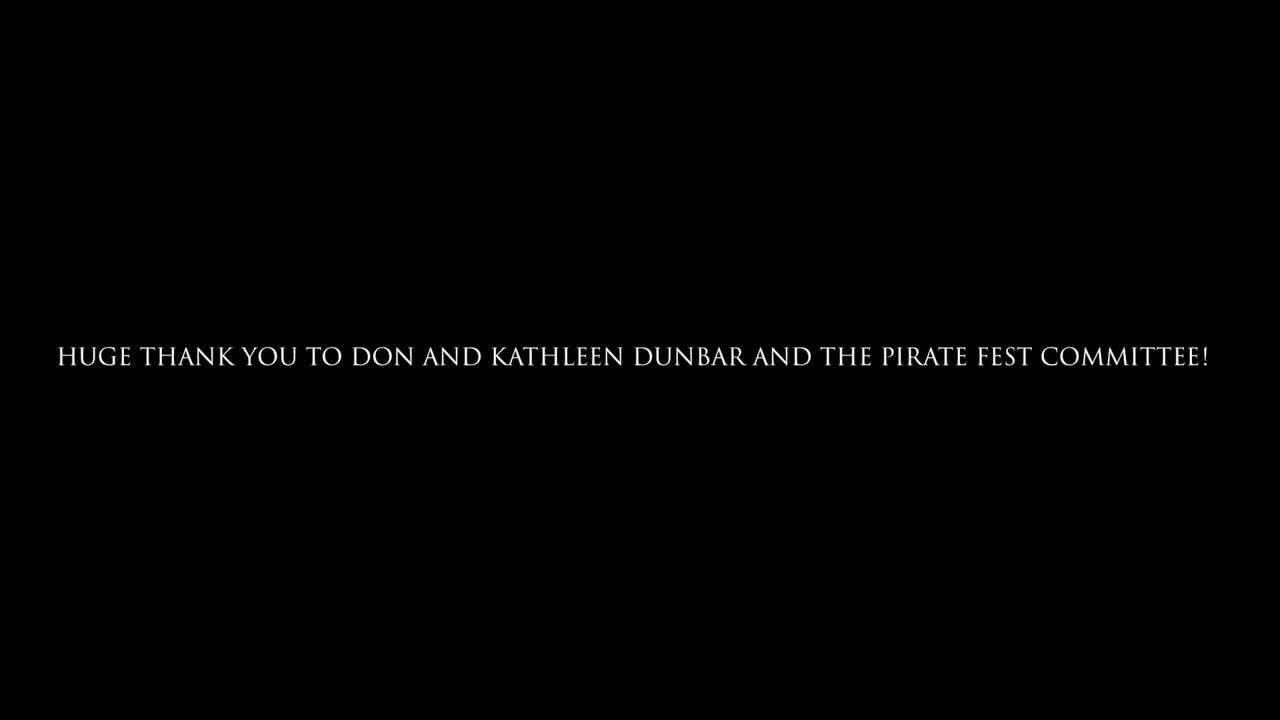 HUGE THANK YOU TO DON AND KATHLEEN DUNBAR AND THE PIRATE FEST COMMITTEE!